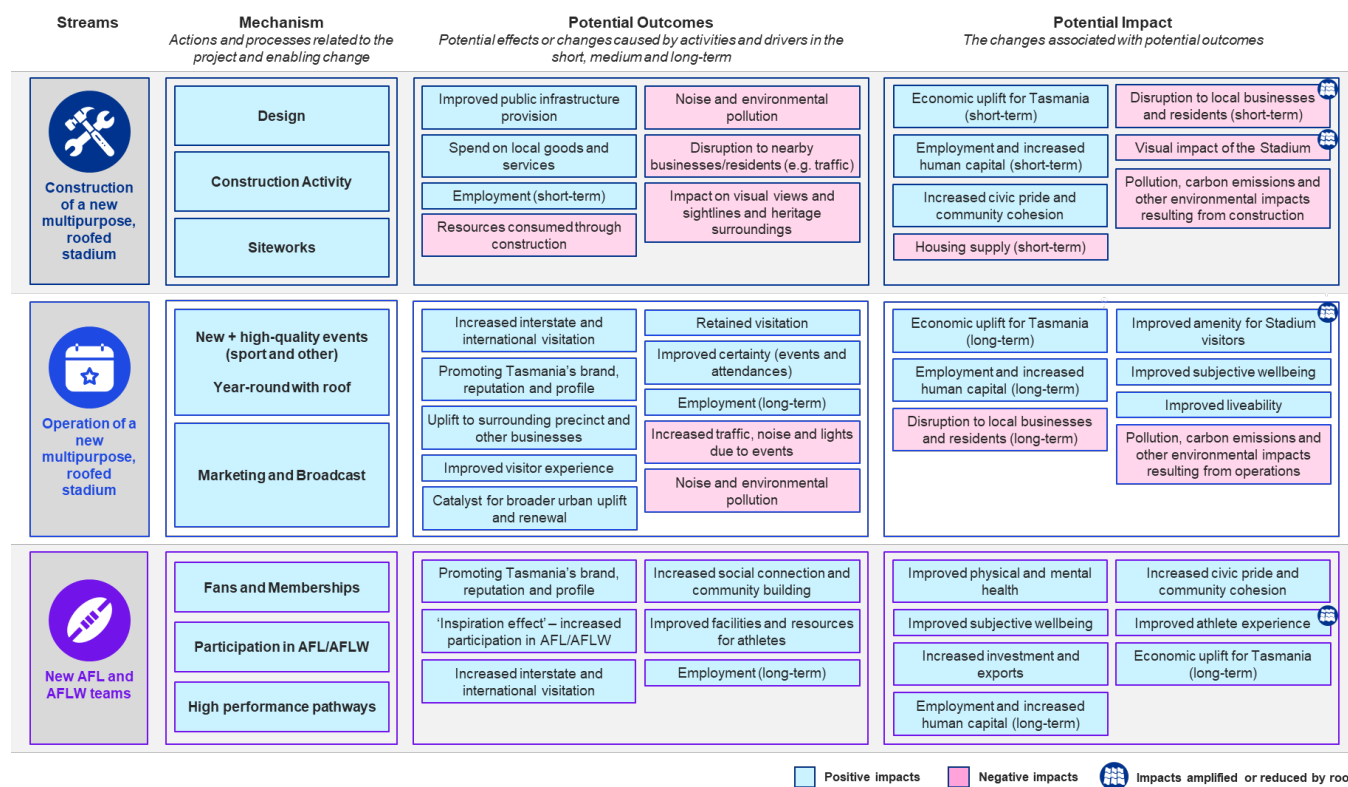 Streams
Mechanism
Actions and processes related to the
project and enabling change
Potential Outcomes
Potential effects or changes caused by activities and drivers in the
short, medium and long-term
Potential Impact
The changes associated with potential outcomes
Construction
of a new
multipurpose,
roofed
stadium
Design
Construction Activity
Siteworks
Improved public infrastructure
provision
Spend on local goods and
services
Employment (short-term)
Resources consumed through
construction
Noise and environmental
pollution
Disruption to nearby
businesses/residents (e.g. traffic)
Impact on visual views and
sightlines and heritage
surroundings
Economic uplift for Tasmania
(short-term)
Employment and increased
human capital (short-term)
Increased civic pride and
community cohesion
Housing supply (short-term)
Disruption to local businesses
and residents (short-term)
Visual impact of the Stadium
Pollution, carbon emissions and
other environmental impacts
resulting from construction
Operation of a
new
multipurpose,
roofed
stadium
New + high-quality events
(sport and other)
Year-round with roof
Marketing and Broadcast
Increased interstate and
international visitation
Promoting Tasmania's brand,
reputation and profile
Uplift to surrounding precinct and
other businesses
Improved visitor experience
Catalyst for broader urban uplift
and renewal
Retained visitation
Improved certainty (events and
attendances)
Employment (long-term)
Increased traffic, noise and lights
due to events
Noise and environmental
pollution
Economic uplift for Tasmania
(long-term)
Employment and increased
human capital (long-term)
Disruption to local businesses
and residents (long-term)
Improved amenity for Stadium
visitors
Improved subjective wellbeing
Improved liveability
Pollution, carbon emissions and
other environmental impacts
resulting from operations
New AFL and
AFLW teams
Fans and Memberships
Participation in AFL/AFLW
High performance pathways
Promoting Tasmania's brand,
reputation and profile
'Inspiration effect' – increased
participation in AFL/AFLW
Increased interstate and
international visitation
Increased social connection and
community building
Improved facilities and resources
for athletes
Employment (long-term)
Improved physical and mental
health
Improved subjective wellbeing
Increased investment and
exports
Employment and increased
human capital (long-term)
Increased civic pride and
community cohesion
Improved athlete experience
Economic uplift for Tasmania
(long-term)
Positive impacts
Negative impacts
Impacts amplified or reduced by roo